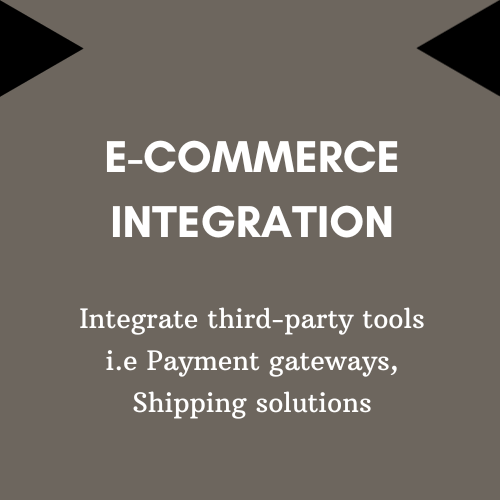 E-COMMERCE
INTEGRATION
Integrate third-party tools
i.e Payment gateways,
Shipping solutions